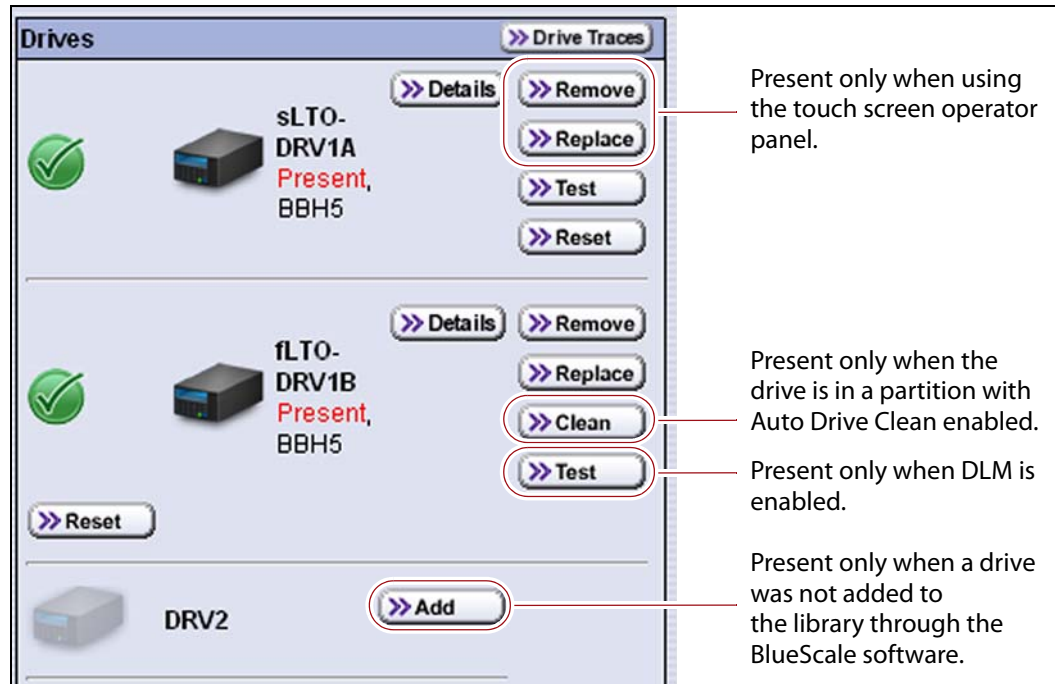 Drives
>> Drive Traces
>> Details
>> Remove
Present only when using
the touch screen operator
panel.
sLTO-
DRV1A
Present,
BBH5
>> Replace
>> Test
>> Reset
>> Details
>> Remove
fLTO-
DRV1B
Present,
BBH5
>> Replace
>> Clean
Present only when the
drive is in a partition with
Auto Drive Clean enabled.
>> Test
Present only when DLM is
enabled.
>> Reset
DRV2
>> Add
Present only when a drive
was not added to
the library through the
BlueScale software.